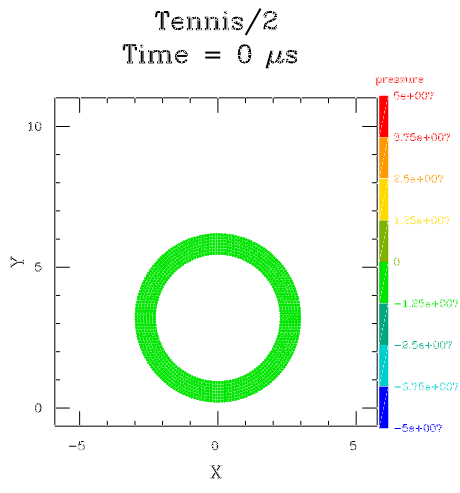 Tennis/2
Time = 0 μs
pressure
5e+007
3.75e+007
2.5e+007
1.25e+007
0
-1.25e+007
-2.5e+007
-3.75e+007
-5e+007
10
5
0
Y
-5
0
5
X